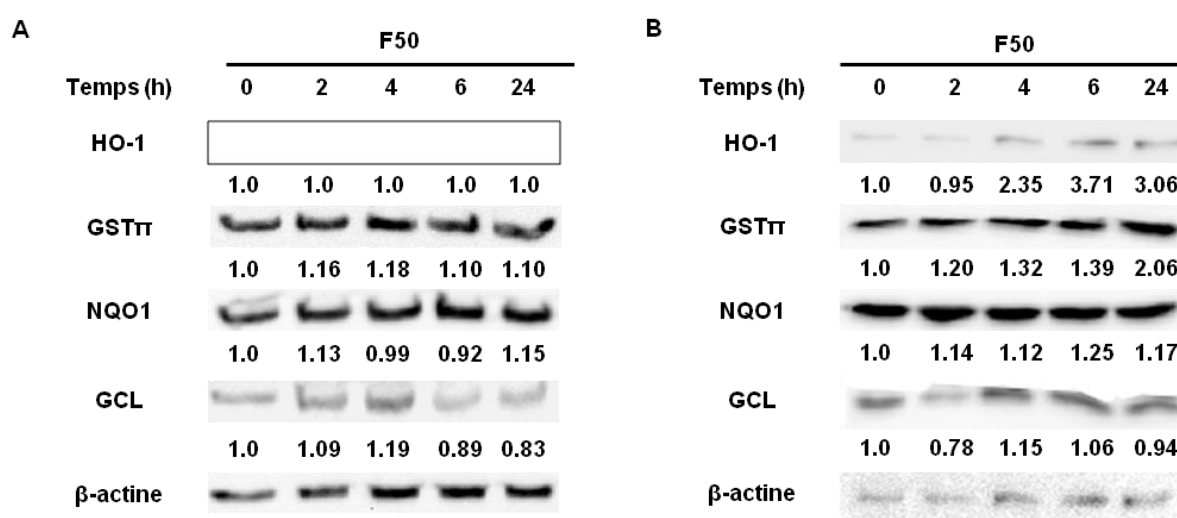 A
F50
Temps (h) 0 2 4 6 24
HO-1
1.0 1.0 1.0 1.0 1.0
GSTπ
1.0 1.16 1.18 1.10 1.10
NQO1
1.0 1.13 0.99 0.92 1.15
GCL
1.0 1.09 1.19 0.89 0.83
β-actine
B
F50
Temps (h) 0 2 4 6 24
HO-1
1.0 0.95 2.35 3.71 3.06
GSTπ
1.0 1.20 1.32 1.39 2.06
NQO1
1.0 1.14 1.12 1.25 1.17
GCL
1.0 0.78 1.15 1.06 0.94
β-actine